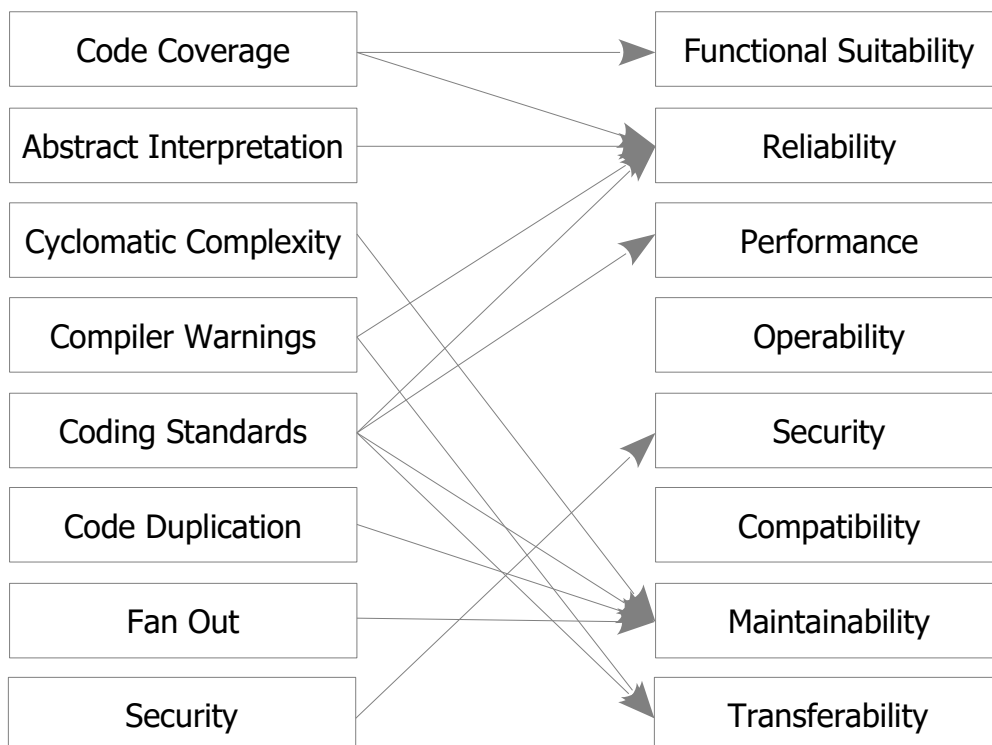 Code Coverage
Functional Suitability
Abstract Interpretation
Reliability
Cyclomatic Complexity
Performance
Compiler Warnings
Operability
Coding Standards
Security
Code Duplication
Compatibility
Fan Out
Maintainability
Security
Transferability